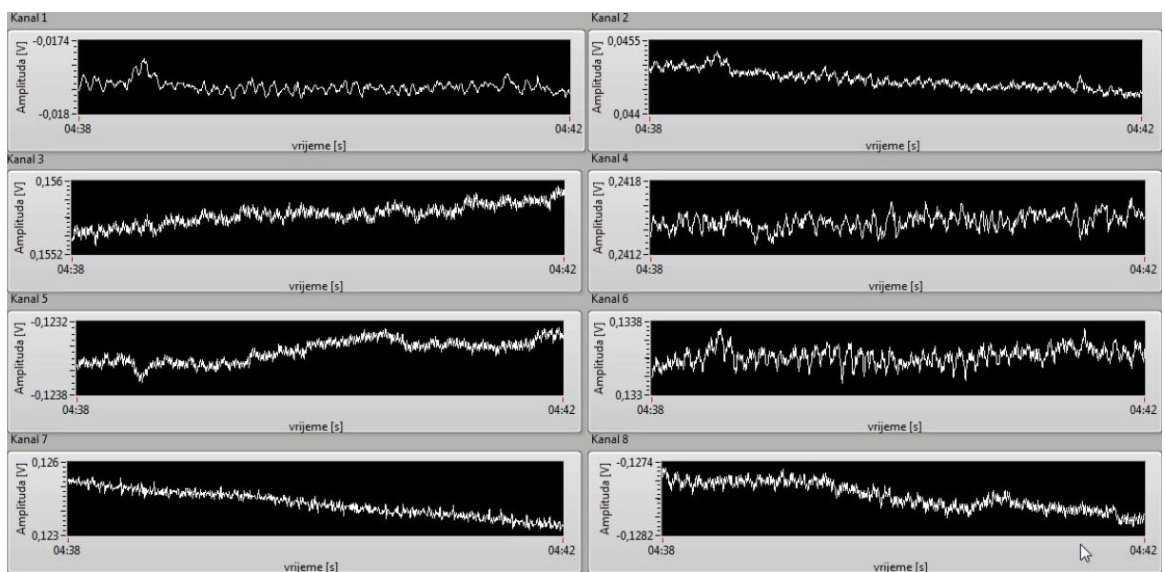 Kanal 1
Amplituda [V]
-0,0174
-0,018
04:38
04:42
vrijeme [s]
Kanal 2
Amplituda [V]
0,0455
0,044
04:38
04:42
vrijeme [s]
Kanal 3
Amplituda [V]
0,156
0,1552
04:38
04:42
vrijeme [s]
Kanal 4
Amplituda [V]
0,2418
0,2412
04:38
04:42
vrijeme [s]
Kanal 5
Amplituda [V]
-0,1232
-0,1238
04:38
04:42
vrijeme [s]
Kanal 6
Amplituda [V]
0,1338
0,133
04:38
04:42
vrijeme [s]
Kanal 7
Amplituda [V]
0,126
0,123
04:38
04:42
vrijeme [s]
Kanal 8
Amplituda [V]
-0,1274
-0,1282
04:38
04:42
vrijeme [s]